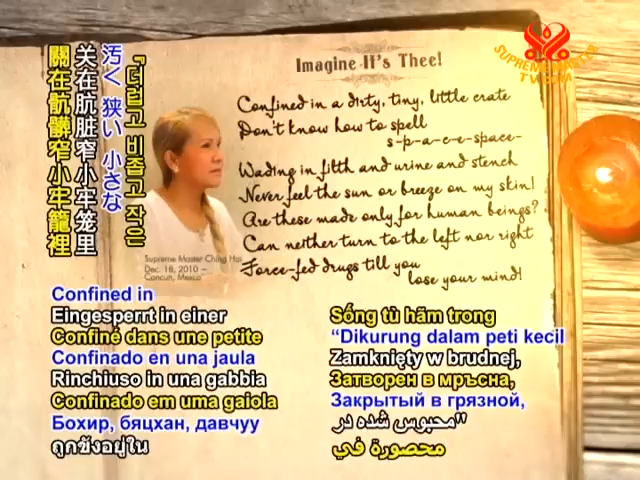 Imagine-It's Thee!
SUPREMEMASTER
TV.COM
Confined in a dirty, tiny, little crate
Don't know how to spell
s-p-a-c-e-space-
Wading in filth and urine and stench
Never feel the sun or breeze on my skin!
Are these made only for human beings?
Can neither turn to the left nor right
Force-fed drugs till you
lose your mind!
Supreme Master Ching Hai
Dec. 18, 2010 –
Cancun, Mexico
『더럽고 비좁고 작은
汚く 狭い 小さな
关在肮脏窄小牢笼里
關在骯髒窄小牢籠裡
Confined in
Eingesperrt in einer
Confiné dans une petite
Confinado en una jaula
Rinchiuso in una gabbia
Confinado em uma gaiola
Бохир, бяцхан, давчуу
ถูกขังอยู่ใน
Sống tù hãm trong
“Dikurung dalam peti kecil
Zamknięty w brudnej,
Затворен в мръсна,
Закрытый в грязной,
"محبوس شده در
محصورة في